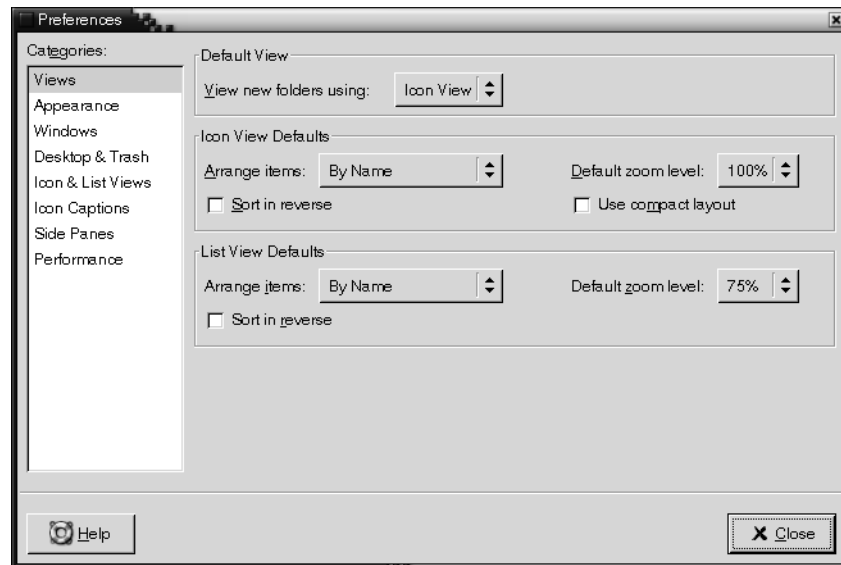 Preferences
Categories:
Views
Appearance
Windows
Desktop & Trash
Icon & List Views
Icon Captions
Side Panes
Performance
Default View
View new folders using: Icon View
Icon View Defaults
Arrange items: By Name Default zoom level: 100%
Sort in reverse Use compact layout
List View Defaults
Arrange items: By Name Default zoom level: 75%
Sort in reverse
Help Close